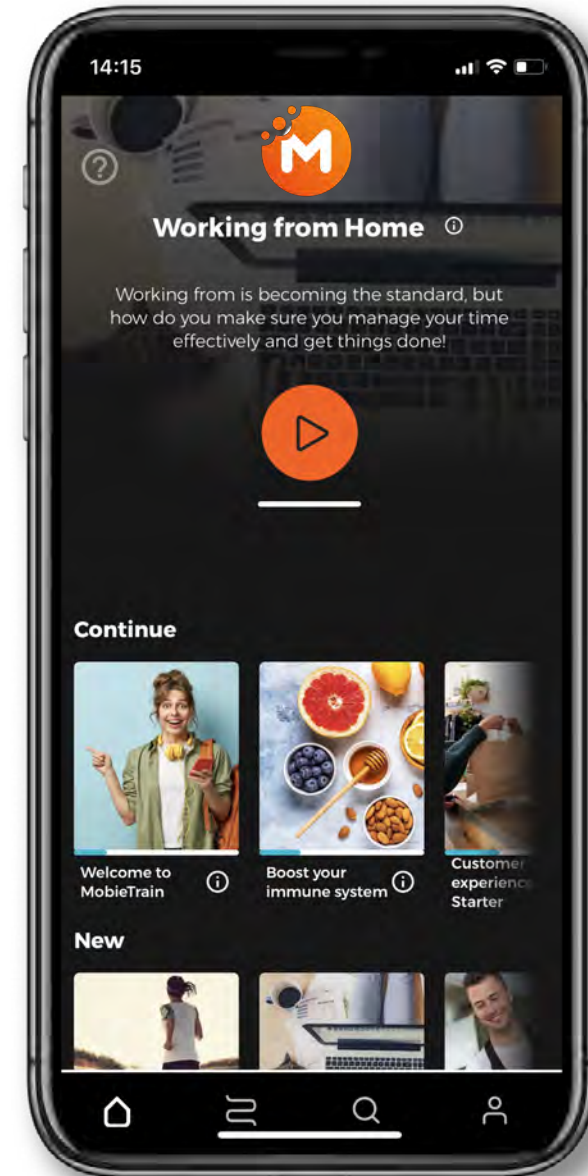 14:15
M
Working from Home
Working from is becoming the standard, but
how do you make sure you manage your time
effectively and get things done!
Continue
Welcome to
MobieTrain
Boost your
immune system
Customer
experience
Starter
New